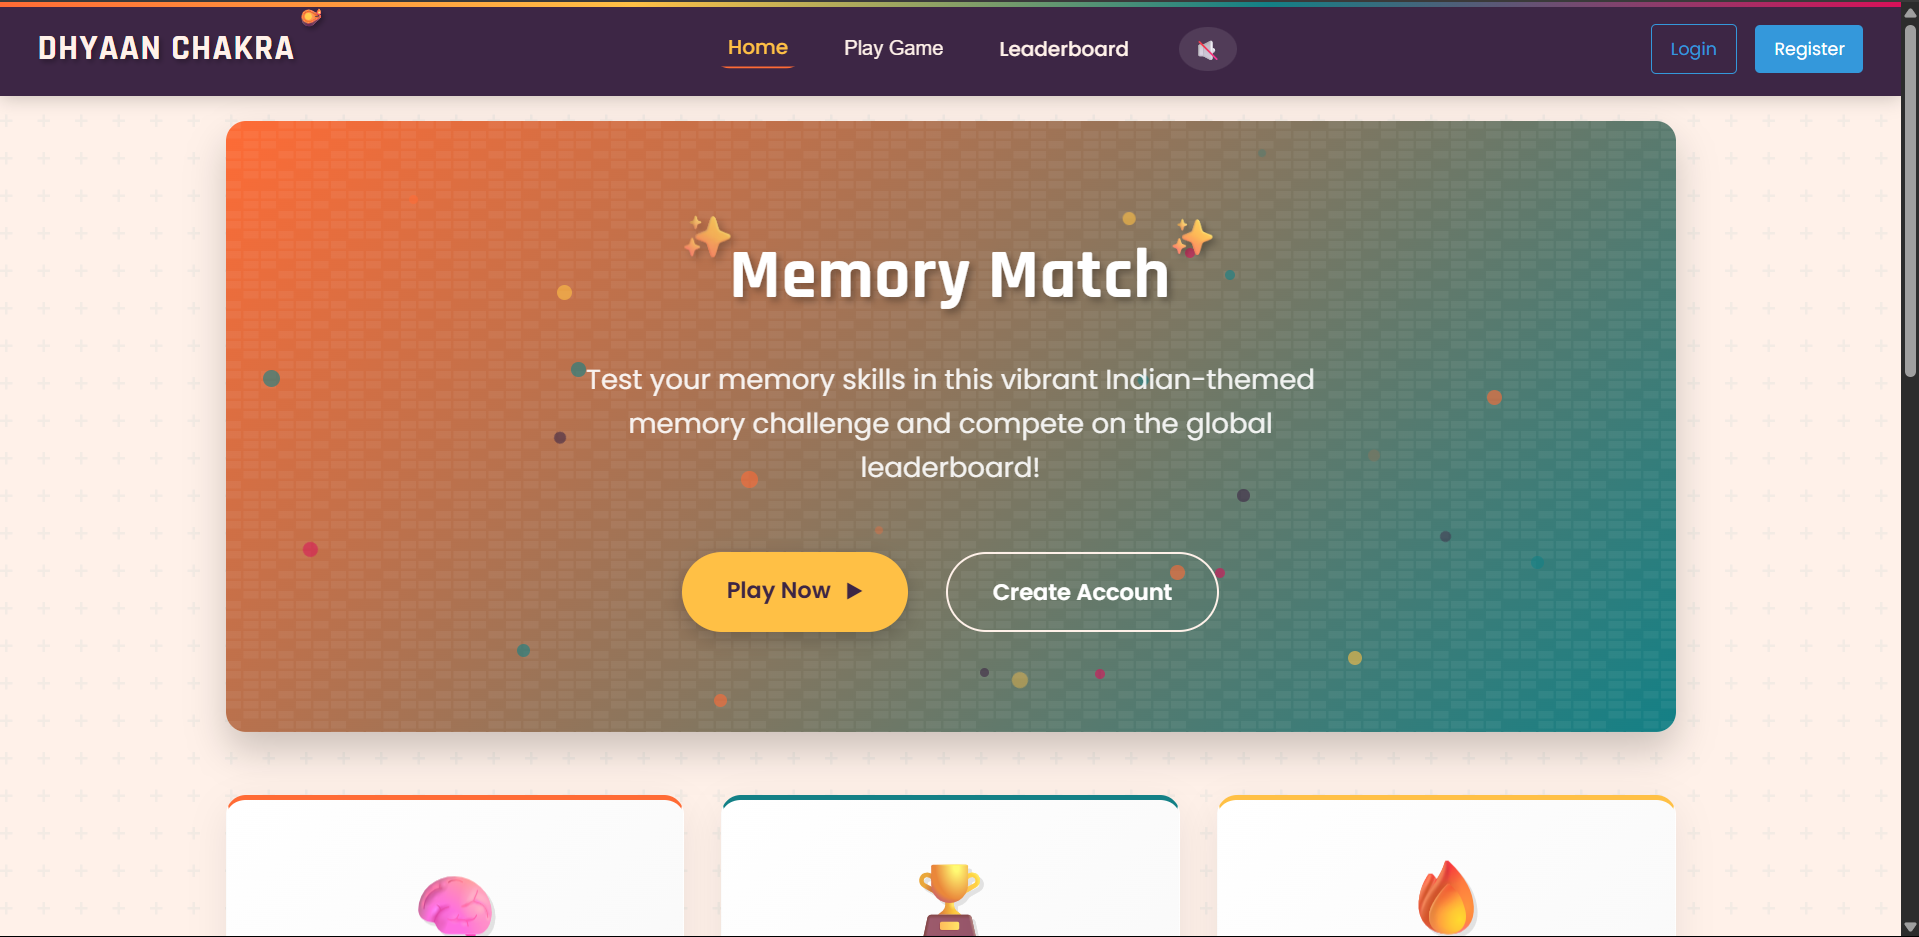 DHYAAN CHAKRA
Home
Play Game
Leaderboard
Login
Register
Memory Match
Test your memory skills in this vibrant Indian-themed
memory challenge and compete on the global
leaderboard!
Play Now
Create Account